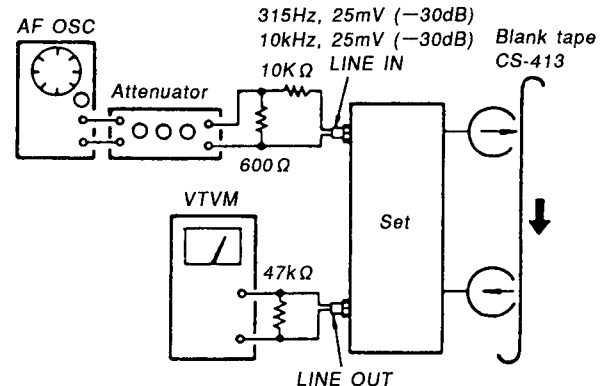 315Hz, 25mV (−30dB)
10kHz, 25mV (−30dB)
AF OSC
Blank tape
CS-413
Attenuator
10KΩ
LINE IN
600Ω
VTVM
47kΩ
Set
LINE OUT